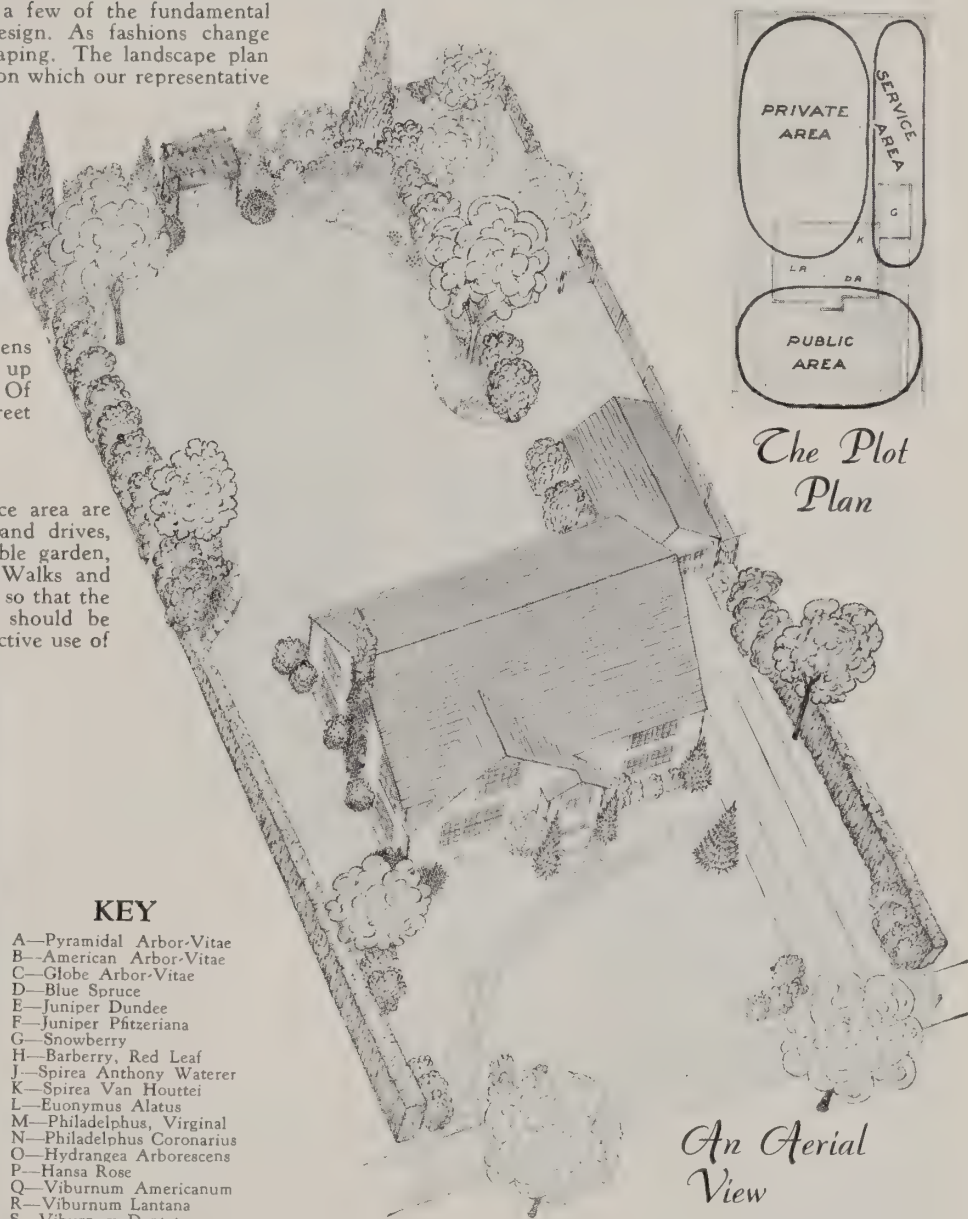 a few of the fundamental
esign. As fashions change
aping. The landscape plan
on which our representative
ens
up
Of
reet
ce area are
and drives,
ble garden,
Walks and
so that the
should be
ctive use of
PRIVATE
AREA
SERVICE
AREA
G
K
LR
DR
PUBLIC
AREA
The Plot
Plan
KEY
A—Pyramidal Arbor-Vitae
B--American Arbor-Vitae
C—Globe Arbor-Vitae
D—Blue Spruce
E—Juniper Dundee
F—Juniper Pfitzeriana
G—Snowberry
H—Barberry, Red Leaf
J—Spirea Anthony Waterer
K—Spirea Van Houttei
L—Euonymus Alatus
M—Philadelphus, Virginal
N—Philadelphus Coronarius
O—Hydrangea Arborescens
P—Hansa Rose
Q—Viburnum Americanum
R—Viburnum Lantana
S—Viburnum
An Aerial
View